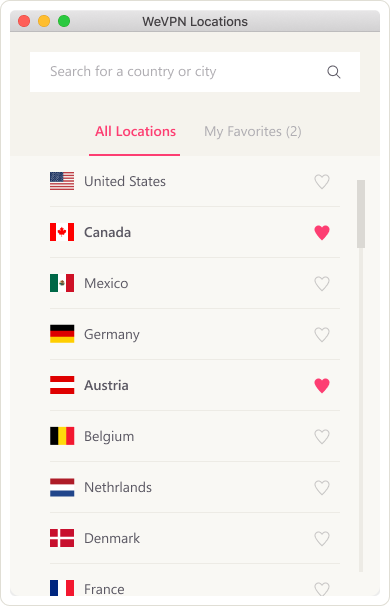 WeVPN Locations
Search for a country or city
All Locations My Favorites (2)
United States
Canada
Mexico
Germany
Austria
Belgium
Nethrlands
Denmark
France